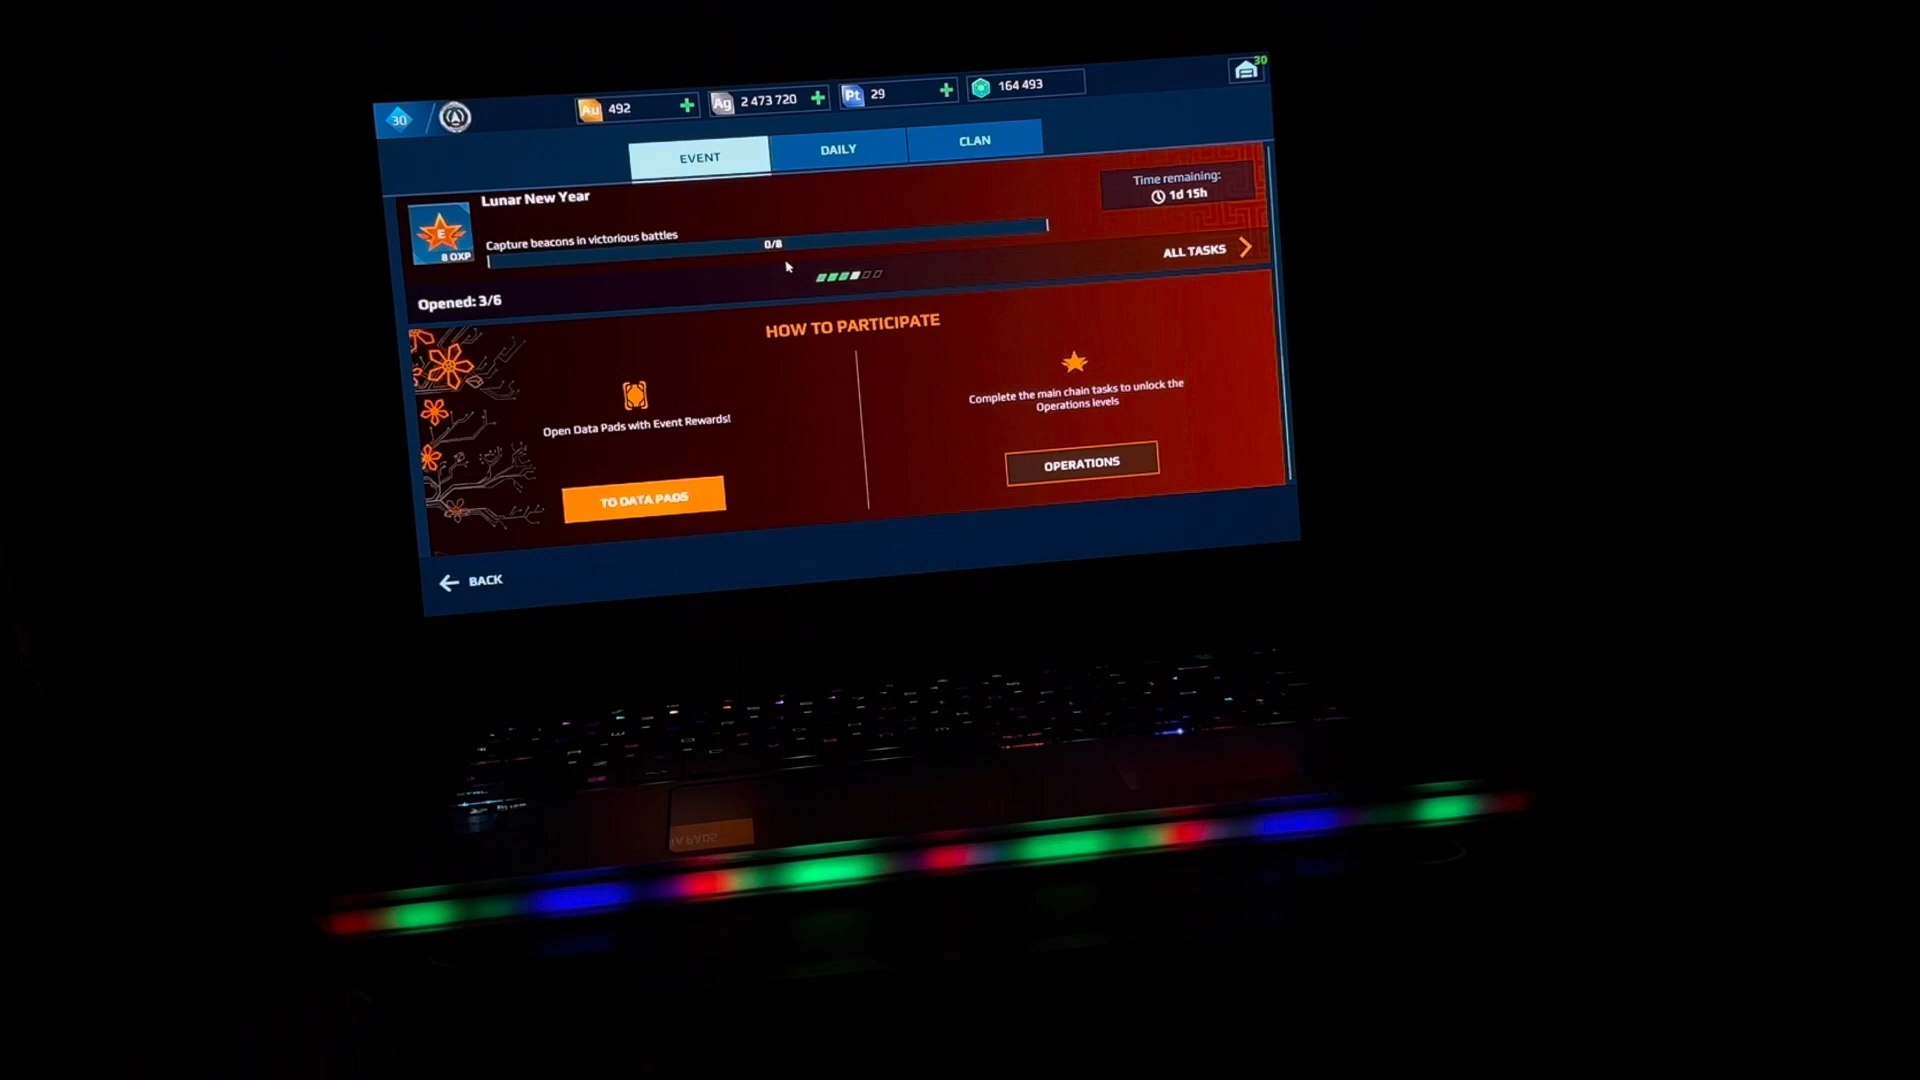 30
30
Au 492
Ag 2 473 720
Pt 29
164 493
EVENT
DAILY
CLAN
Lunar New Year
Time remaining:
1d 15h
E
8 OXP
Capture beacons in victorious battles
0/8
ALL TASKS
Opened: 3/6
HOW TO PARTICIPATE
Open Data Pads with Event Rewards!
TO DATA PADS
Complete the main chain tasks to unlock the
Operations levels
OPERATIONS
BACK